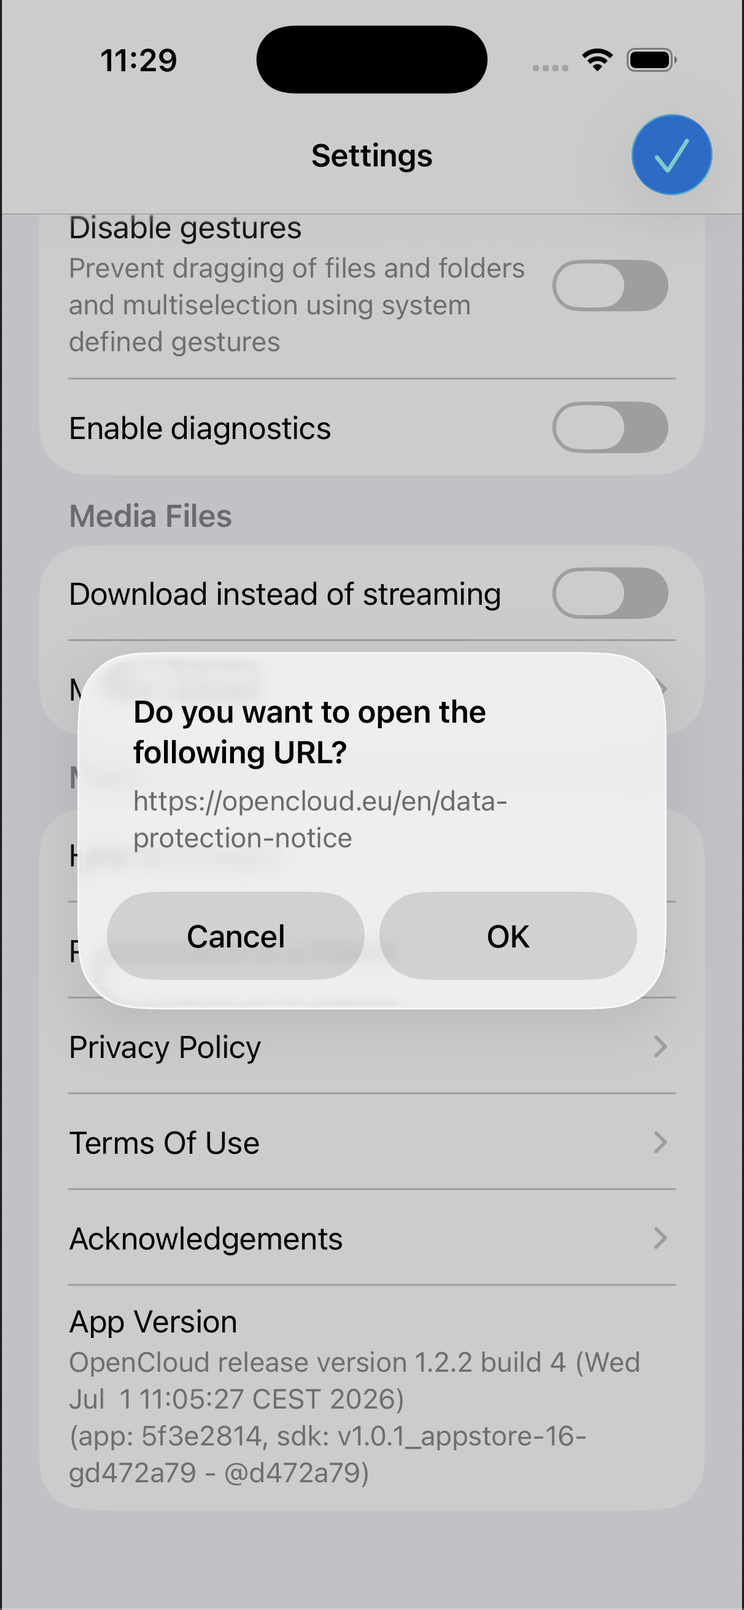 11:29
Settings
Disable gestures
Prevent dragging of files and folders
and multiselection using system
defined gestures
Enable diagnostics
Media Files
Download instead of streaming
Do you want to open the
following URL?
https://opencloud.eu/en/data-
protection-notice
Cancel
OK
Privacy Policy
Terms Of Use
Acknowledgements
App Version
OpenCloud release version 1.2.2 build 4 (Wed
Jul  1 11:05:27 CEST 2026)
(app: 5f3e2814, sdk: v1.0.1_appstore-16-
gd472a79 - @d472a79)